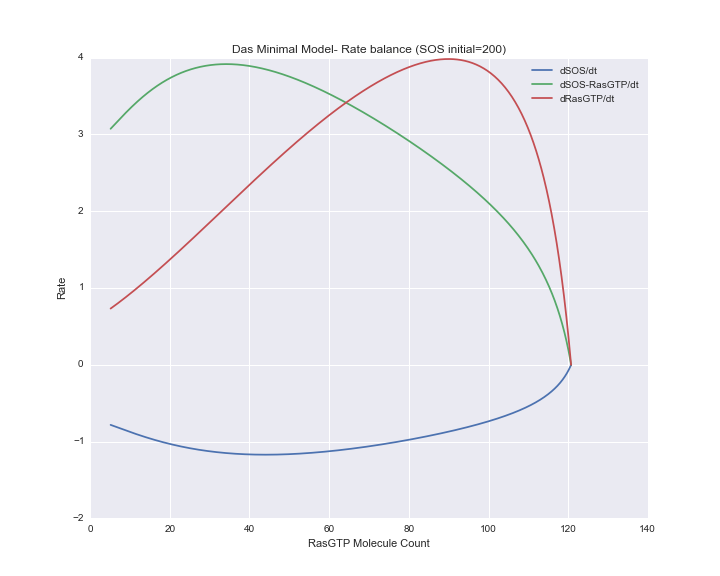 Das Minimal Model- Rate balance (SOS initial=200)
dSOS/dt
dSOS-RasGTP/dt
dRasGTP/dt
4
3
2
1
0
−1
−2
Rate
0 20 40 60 80 100 120 140
RasGTP Molecule Count